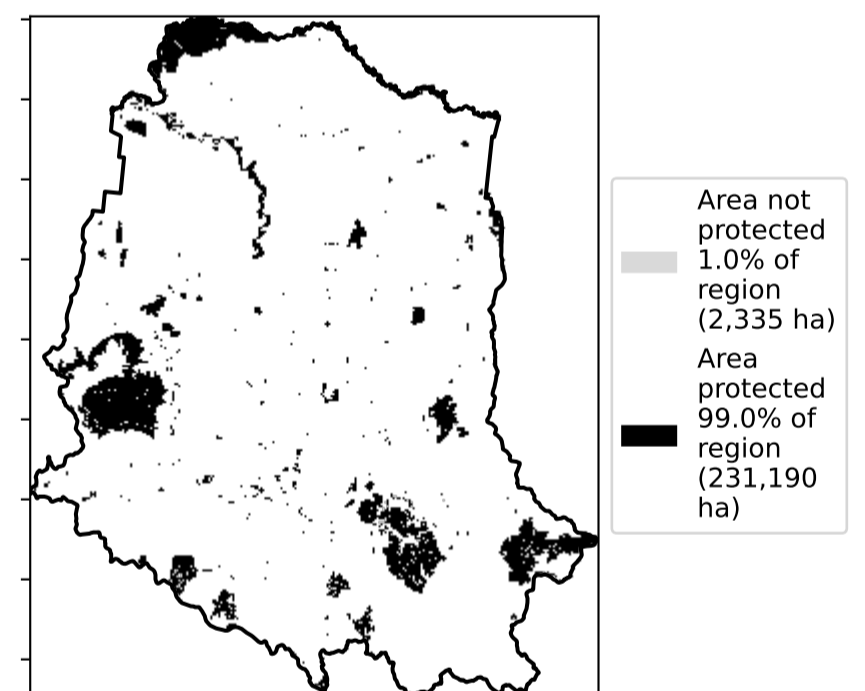 Area not
protected
1.0% of
region
(2,335 ha)
Area
protected
99.0% of
region
(231,190
ha)